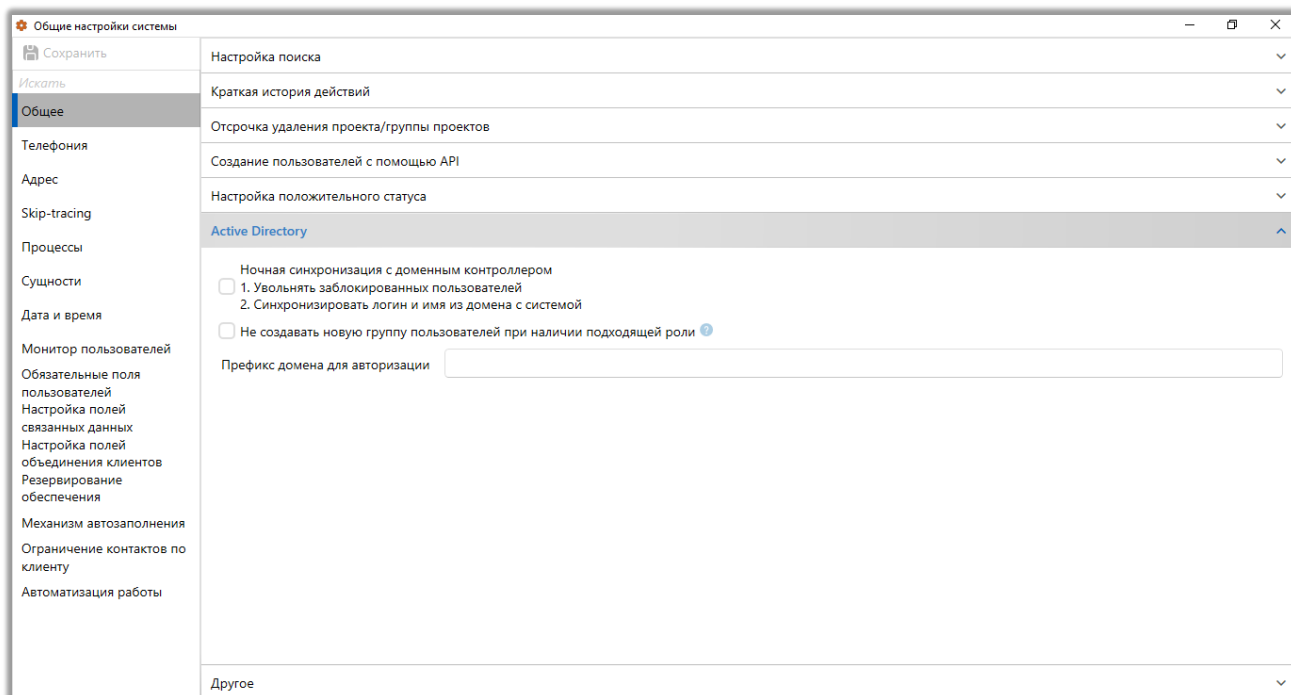 Общие настройки системы
Сохранить
Искать
Общее
Телефония
Адрес
Skip-tracing
Процессы
Сущности
Дата и время
Монитор пользователей
Обязательные поля
пользователей
Настройка полей
связанных данных
Настройка полей
объединения клиентов
Резервирование
обеспечения
Механизм автозаполнения
Ограничение контактов по
клиенту
Автоматизация работы
Настройка поиска
Краткая история действий
Отсрочка удаления проекта/группы проектов
Создание пользователей с помощью API
Настройка положительного статуса
Active Directory
Ночная синхронизация с доменным контроллером
1. Увольнять заблокированных пользователей
2. Синхронизировать логин и имя из домена с системой
Не создавать новую группу пользователей при наличии подходящей роли ?
Префикс домена для авторизации
Другое